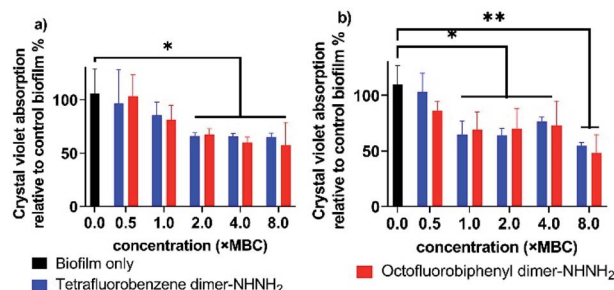 a)
*
Crystal violet absorption
relative to control biofilm %
100
50
0
0.0 0.5 1.0 2.0 4.0 8.0
concentration (×MBC)
b)
**
*
Crystal violet absorption
relative to control biofilm %
100
50
0
0.0 0.5 1.0 2.0 4.0 8.0
concentration (×MBC)
Biofilm only
Tetrafluorobenzene dimer-NHNH₂
Octofluorobiphenyl dimer-NHNH₂